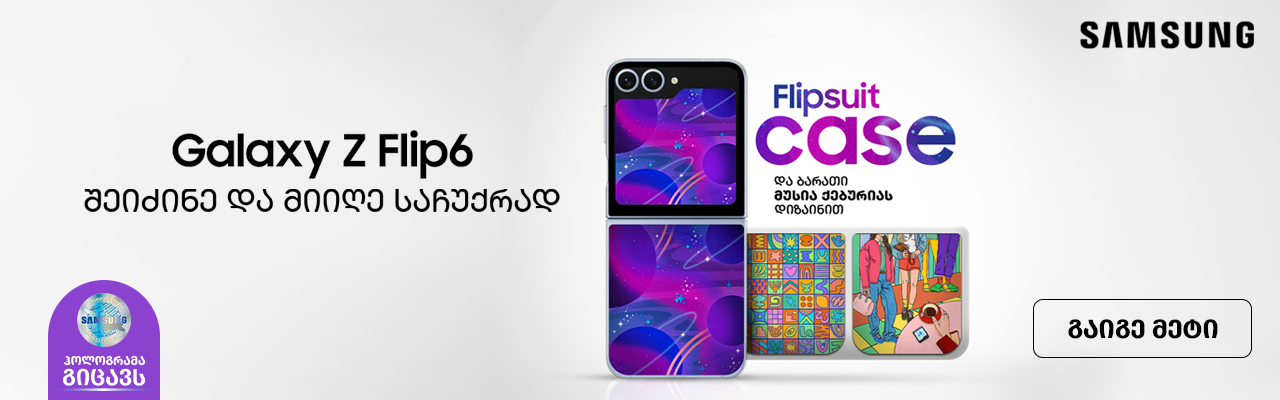 SAMSUNG
Galaxy Z Flip6
შეიძინე და მიიღე საჩუქრად
Flipsuit
case
და ბარათი
მუსია ქებურიას
დიზაინით
SAMSUNG
ჰოლოგრამა
გიცავს
გაიგე მეტი